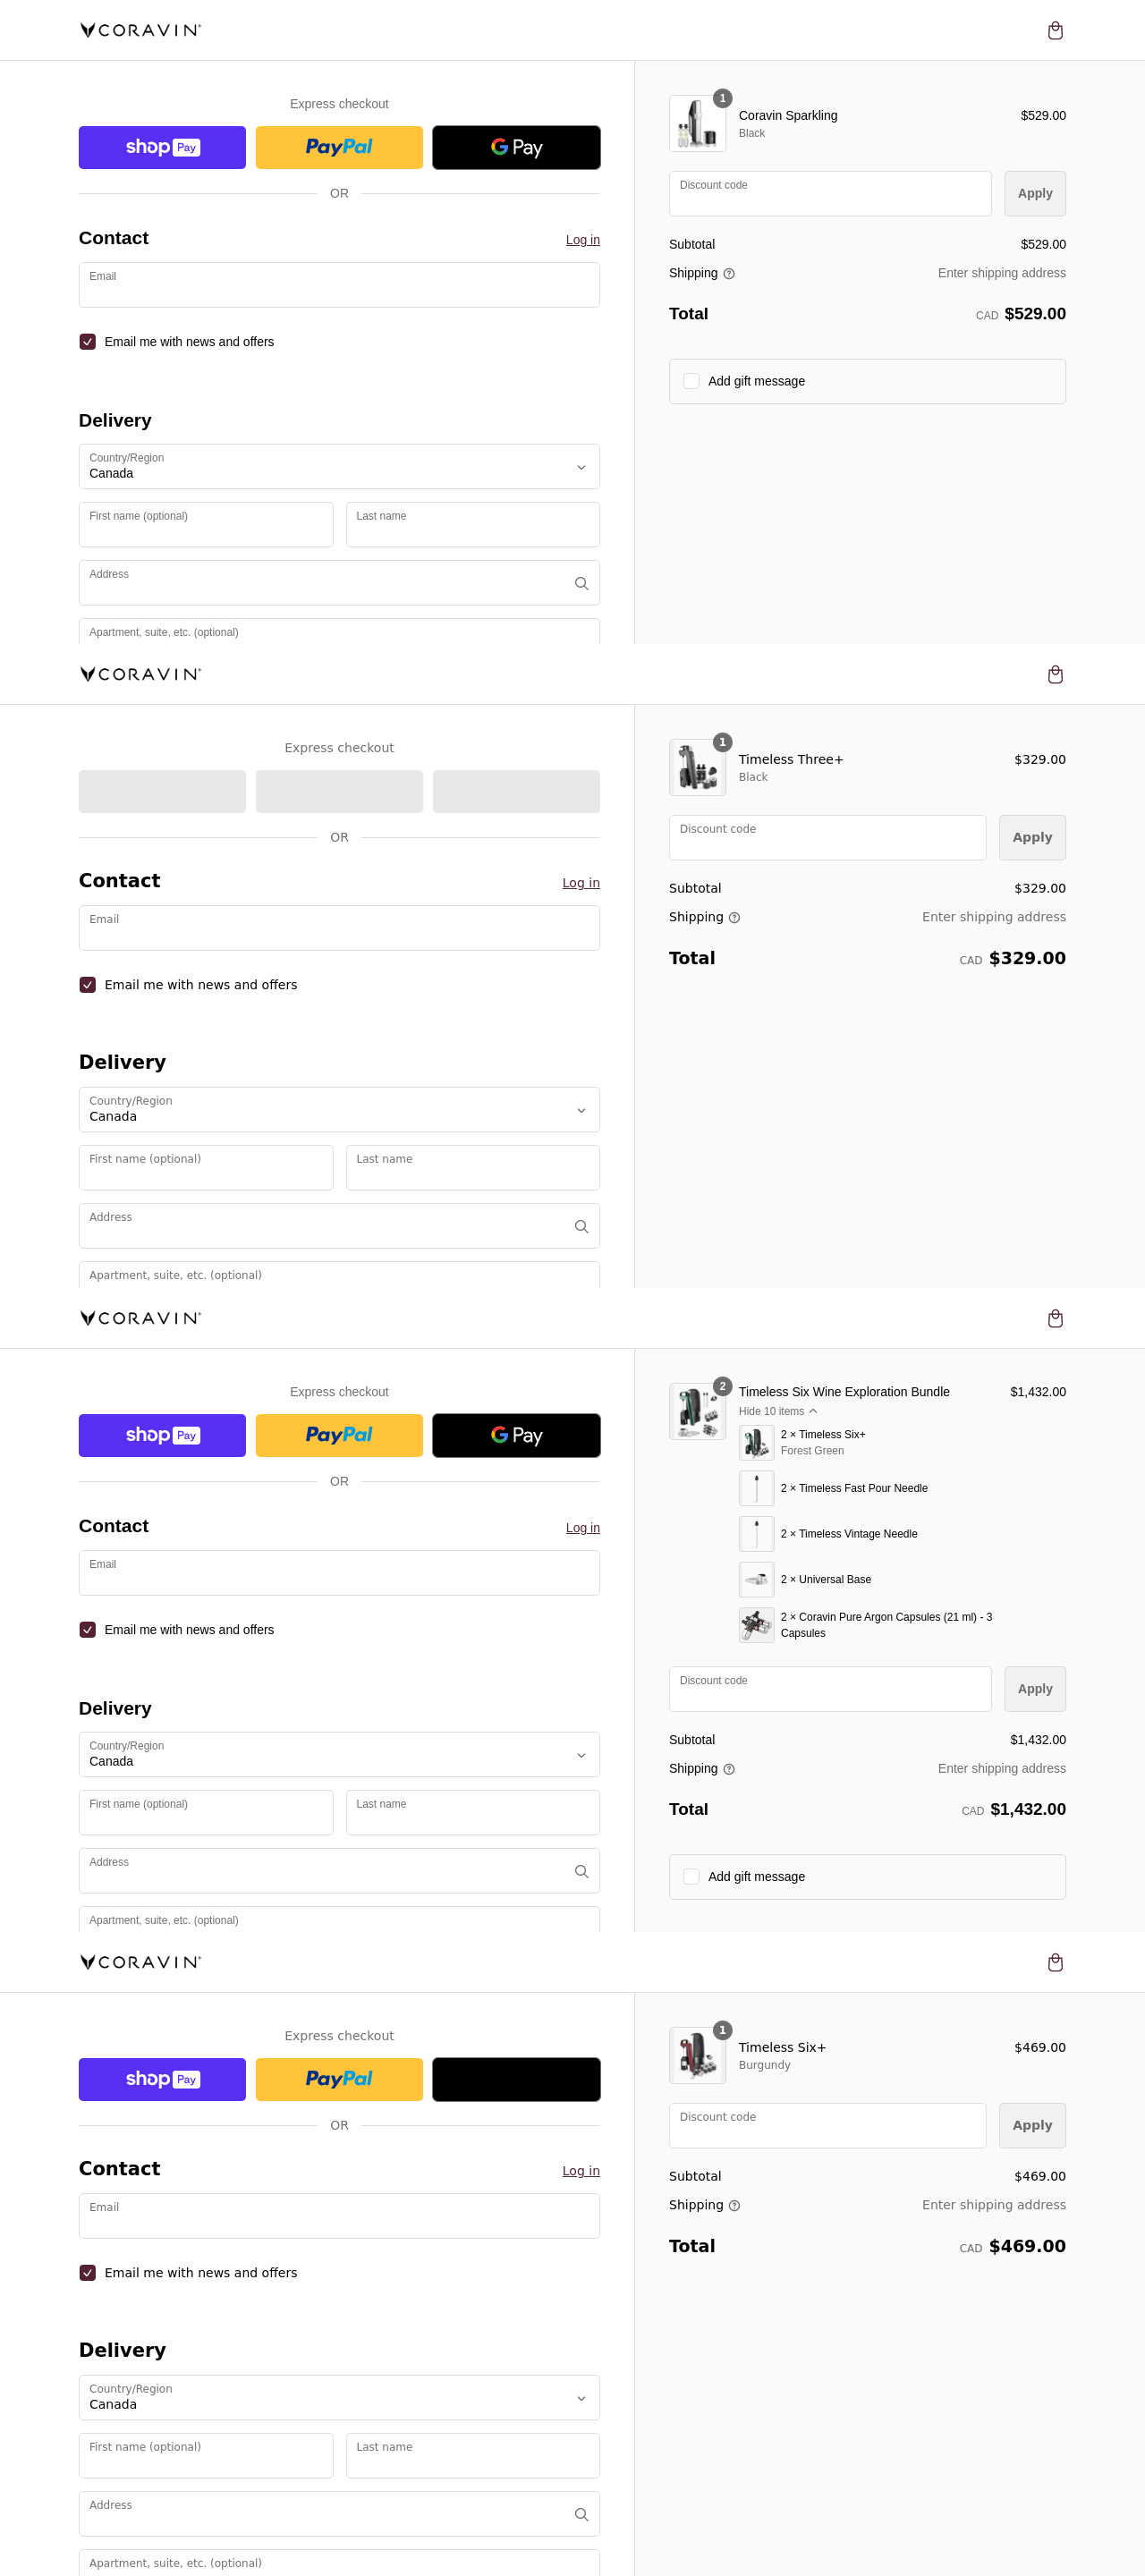 CORAVIN
Express checkout
shop Pay
PayPal
G Pay
OR
Contact
Log in
Email
Email me with news and offers
Delivery
Country/Region
Canada
First name (optional)
Last name
Address
Apartment, suite, etc. (optional)
1
Coravin Sparkling
$529.00
Black
Discount code
Apply
Subtotal
$529.00
Shipping
Enter shipping address
Total
CAD $529.00
Add gift message
CORAVIN
Express checkout
OR
Contact
Log in
Email
Email me with news and offers
Delivery
Country/Region
Canada
First name (optional)
Last name
Address
Apartment, suite, etc. (optional)
1
Timeless Three+
$329.00
Black
Discount code
Apply
Subtotal
$329.00
Shipping
Enter shipping address
Total
CAD $329.00
CORAVIN
Express checkout
shop Pay
PayPal
G Pay
OR
Contact
Log in
Email
Email me with news and offers
Delivery
Country/Region
Canada
First name (optional)
Last name
Address
Apartment, suite, etc. (optional)
2
Timeless Six Wine Exploration Bundle
$1,432.00
Hide 10 items
2 × Timeless Six+
Forest Green
2 × Timeless Fast Pour Needle
2 × Timeless Vintage Needle
2 × Universal Base
2 × Coravin Pure Argon Capsules (21 ml) - 3
Capsules
Discount code
Apply
Subtotal
$1,432.00
Shipping
Enter shipping address
Total
CAD $1,432.00
Add gift message
CORAVIN
Express checkout
shop Pay
PayPal
OR
Contact
Log in
Email
Email me with news and offers
Delivery
Country/Region
Canada
First name (optional)
Last name
Address
Apartment, suite, etc. (optional)
1
Timeless Six+
$469.00
Burgundy
Discount code
Apply
Subtotal
$469.00
Shipping
Enter shipping address
Total
CAD $469.00